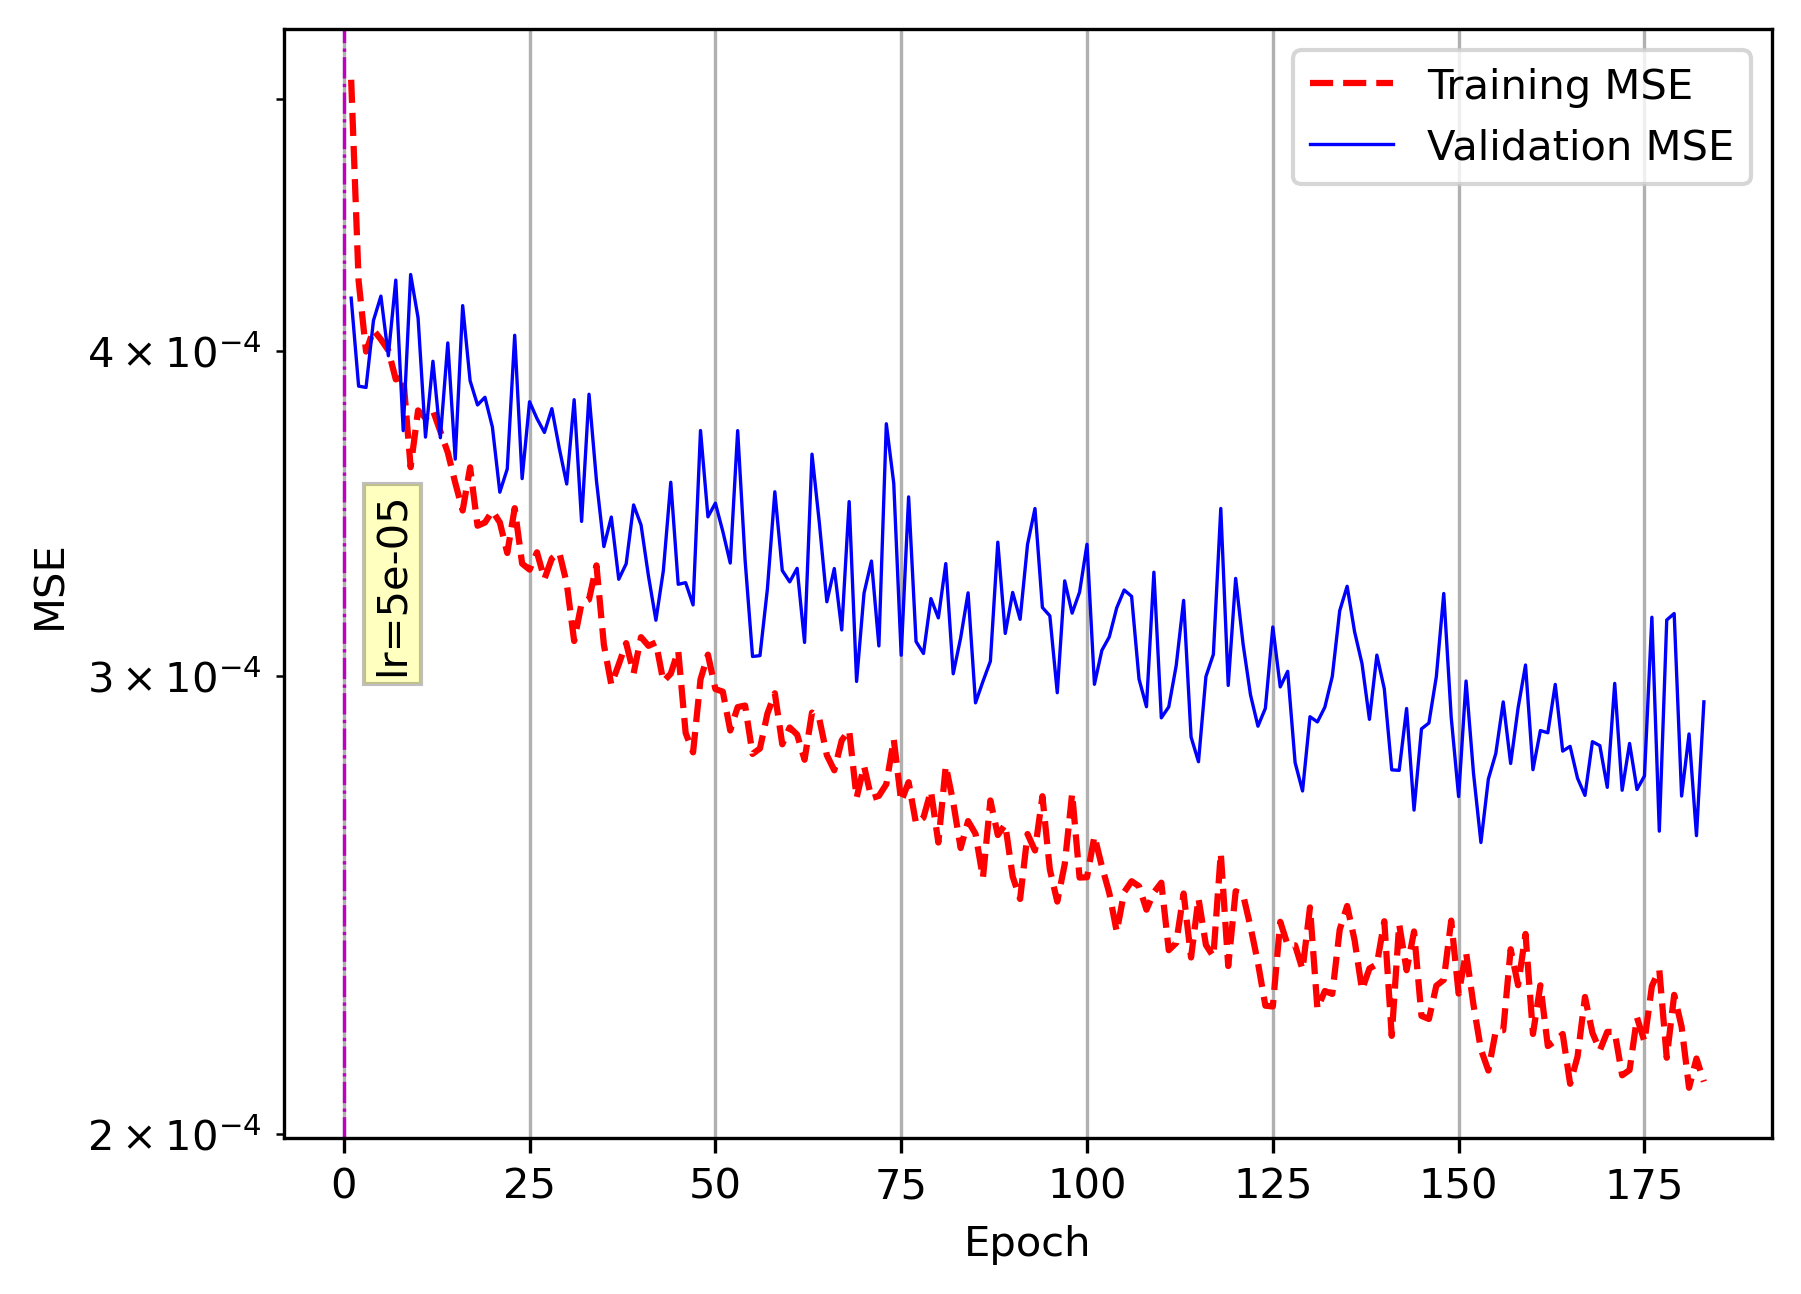 Training MSE
Validation MSE
4 × 10⁻⁴
3 × 10⁻⁴
2 × 10⁻⁴
MSE
lr=5e-05
0 25 50 75 100 125 150 175
Epoch